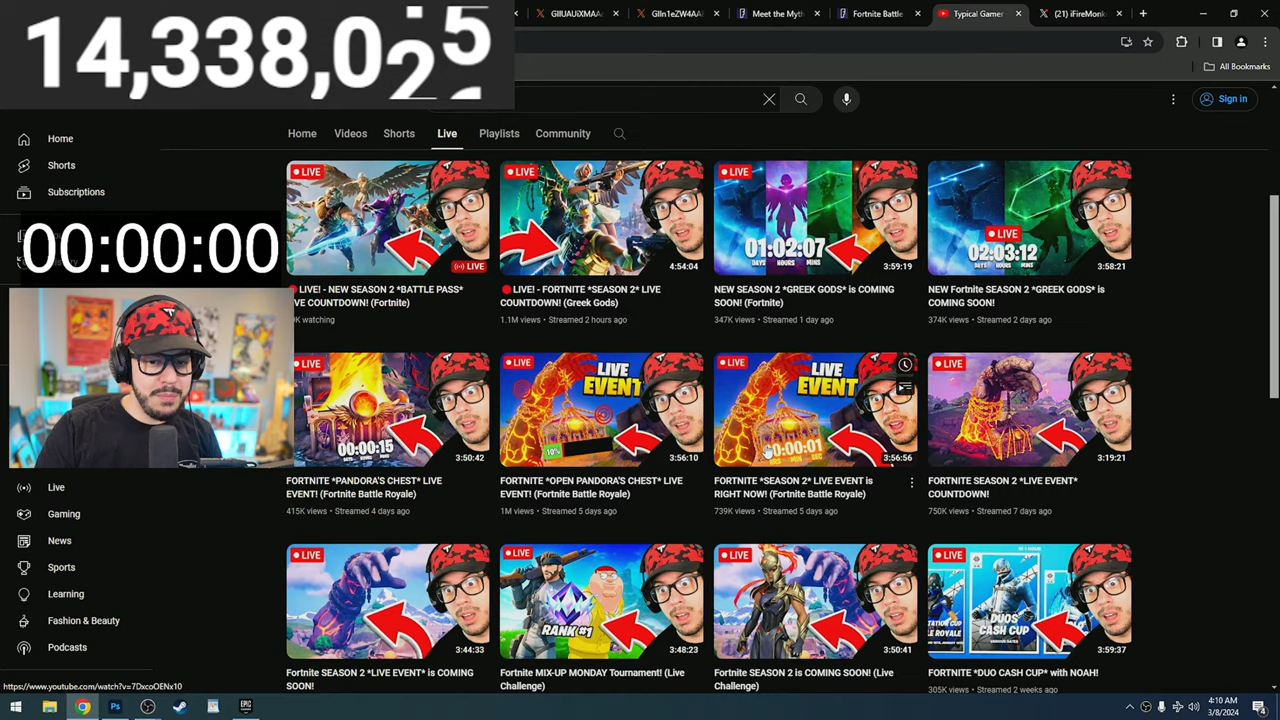 14,338,025
GIIUAUiXMAA
GIIn1eZW4AAF
Meet the Myth
Fortnite Battle
Typical Gamer
(21) iFireMonk
All Bookmarks
Sign in
Home
Shorts
Subscriptions
00:00:00
Live
Gaming
News
Sports
Learning
Fashion & Beauty
Podcasts
Home
Videos
Shorts
Live
Playlists
Community
LIVE
LIVE
LIVE
01:02:07
DAYS
HOURS
MINS
LIVE
02:03:12
DAYS
HOURS
MINS
LIVE
4:54:04
3:59:19
3:58:21
LIVE! - NEW SEASON 2 *BATTLE PASS*
VE COUNTDOWN! (Fortnite)
K watching
LIVE! - FORTNITE *SEASON 2* LIVE
COUNTDOWN! (Greek Gods)
1.1M views • Streamed 2 hours ago
NEW SEASON 2 *GREEK GODS* is COMING
SOON! (Fortnite)
347K views • Streamed 1 day ago
NEW Fortnite Season 2 *GREEK GODS* is
COMING SOON!
374K views • Streamed 2 days ago
LIVE
00:00:15
3:50:42
LIVE
LIVE
EVENT
10%
3:56:10
LIVE
LIVE
EVENT
00:00:01
3:56:56
LIVE
3:19:21
FORTNITE *PANDORA'S CHEST* LIVE
EVENT! (Fortnite Battle Royale)
415K views • Streamed 4 days ago
FORTNITE *OPEN PANDORA'S CHEST* LIVE
EVENT! (Fortnite Battle Royale)
1M views • Streamed 5 days ago
FORTNITE *SEASON 2* LIVE EVENT is
RIGHT NOW! (Fortnite Battle Royale)
739K views • Streamed 5 days ago
FORTNITE SEASON 2 *LIVE EVENT*
COUNTDOWN!
750K views • Streamed 7 days ago
LIVE
3:44:33
LIVE
RANK #1
3:48:23
LIVE
3:50:41
LIVE
DUOS
CASH CUP
3:59:37
Fortnite SEASON 2 *LIVE EVENT* is COMING
SOON!
Fortnite MIX-UP MONDAY Tournament! (Live
Challenge)
Fortnite SEASON 2 is COMING SOON! (Live
Challenge)
FORTNITE *DUO CASH CUP* with NOAH!
305K views • Streamed 2 weeks ago
https://www.youtube.com/watch?v=7DxcoOENx10
4:10 AM
3/8/2024